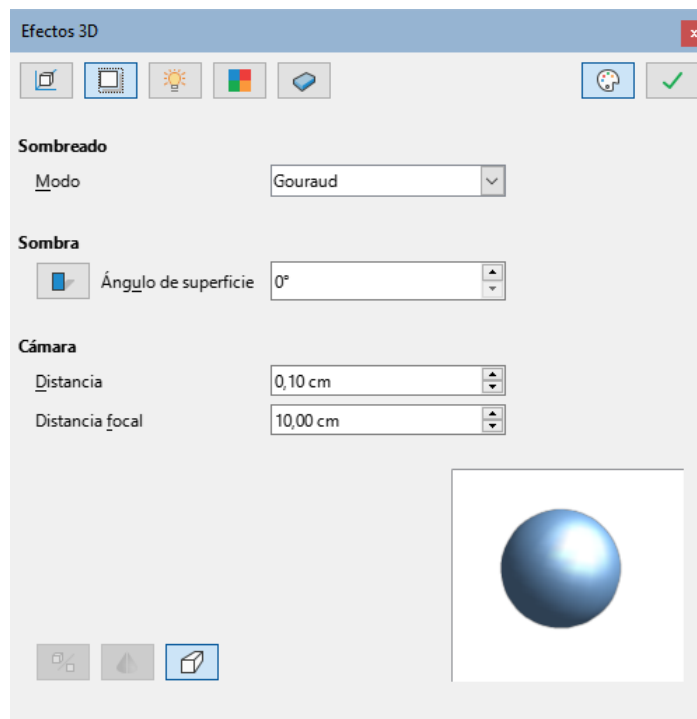 Efectos 3D
Sombreado
Modo Gouraud
Sombra
Ángulo de superficie 0°
Cámara
Distancia 0,10 cm
Distancia focal 10,00 cm